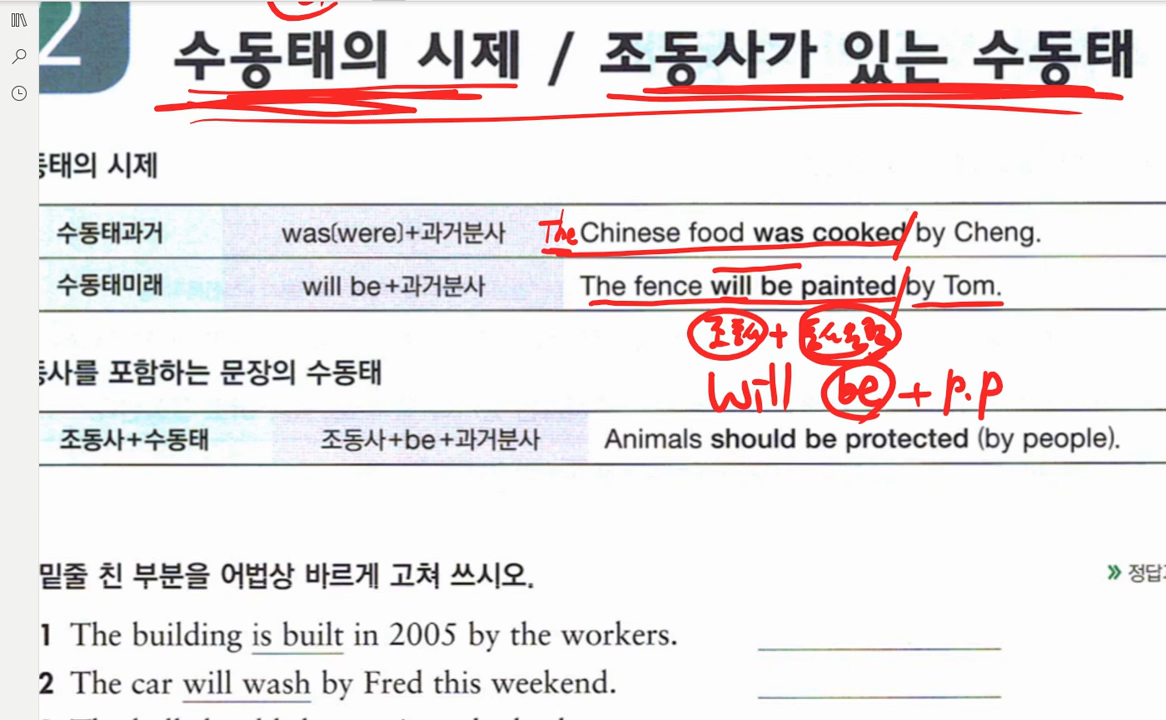 2 수동태의 시제 / 조동사가 있는 수동태
동태의 시제
수동태과거 was(were)+과거분사 The Chinese food was cooked by Cheng.
수동태미래 will be+과거분사 The fence will be painted by Tom.
조동사 + 동사원형
will be + p.p
동사를 포함하는 문장의 수동태
조동사+수동태 조동사+be+과거분사 Animals should be protected (by people).
밑줄 친 부분을 어법상 바르게 고쳐 쓰시오.
» 정답
1 The building is built in 2005 by the workers.
2 The car will wash by Fred this weekend.